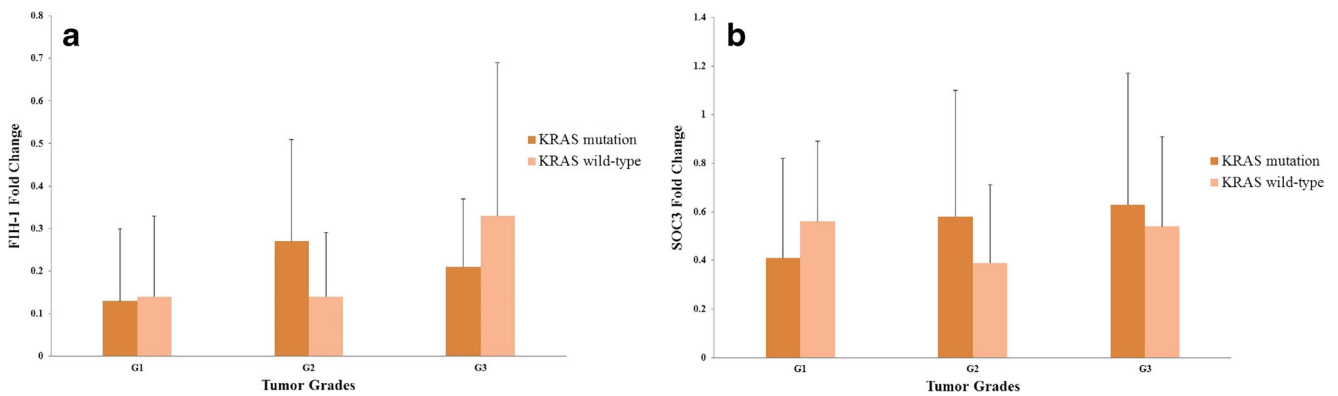 a
FIH-1 Fold Change
0.8
0.7
0.6
0.5
0.4
0.3
0.2
0.1
0
G1
G2
G3
Tumor Grades
KRAS mutation
KRAS wild-type
b
SOC3 Fold Change
1.4
1.2
1
0.8
0.6
0.4
0.2
0
G1
G2
G3
Tumor Grades
KRAS mutation
KRAS wild-type